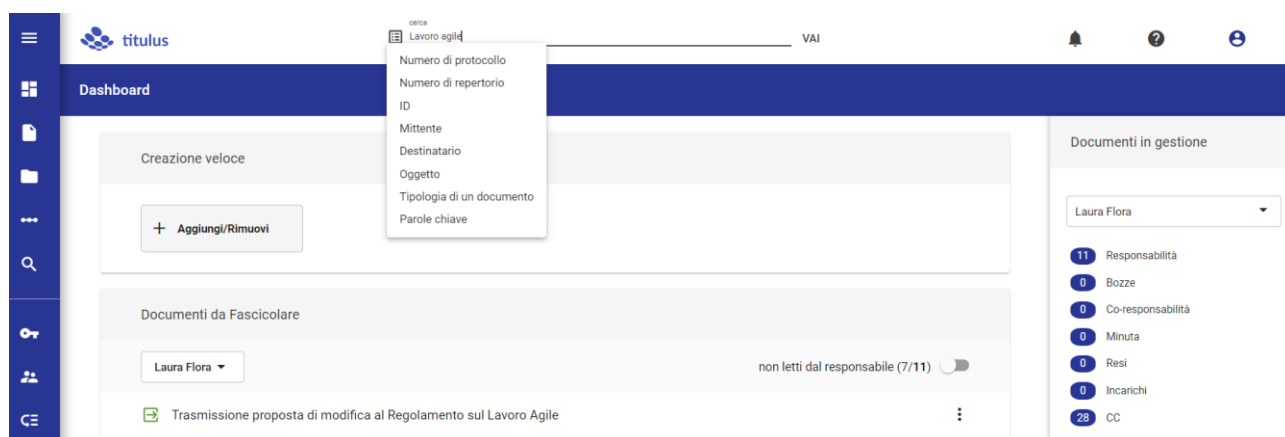 cerca
titulus
Lavoro agile
VAI
Numero di protocollo
Numero di repertorio
ID
Mittente
Destinatario
Oggetto
Tipologia di un documento
Parole chiave
Dashboard
Creazione veloce
+ Aggiungi/Rimuovi
Documenti da Fascicolare
Laura Flora
non letti dal responsabile (7/11)
Trasmissione proposta di modifica al Regolamento sul Lavoro Agile
Documenti in gestione
Laura Flora
11 Responsabilità
0 Bozze
0 Co-responsabilità
0 Minuta
0 Resi
0 Incarichi
28 CC